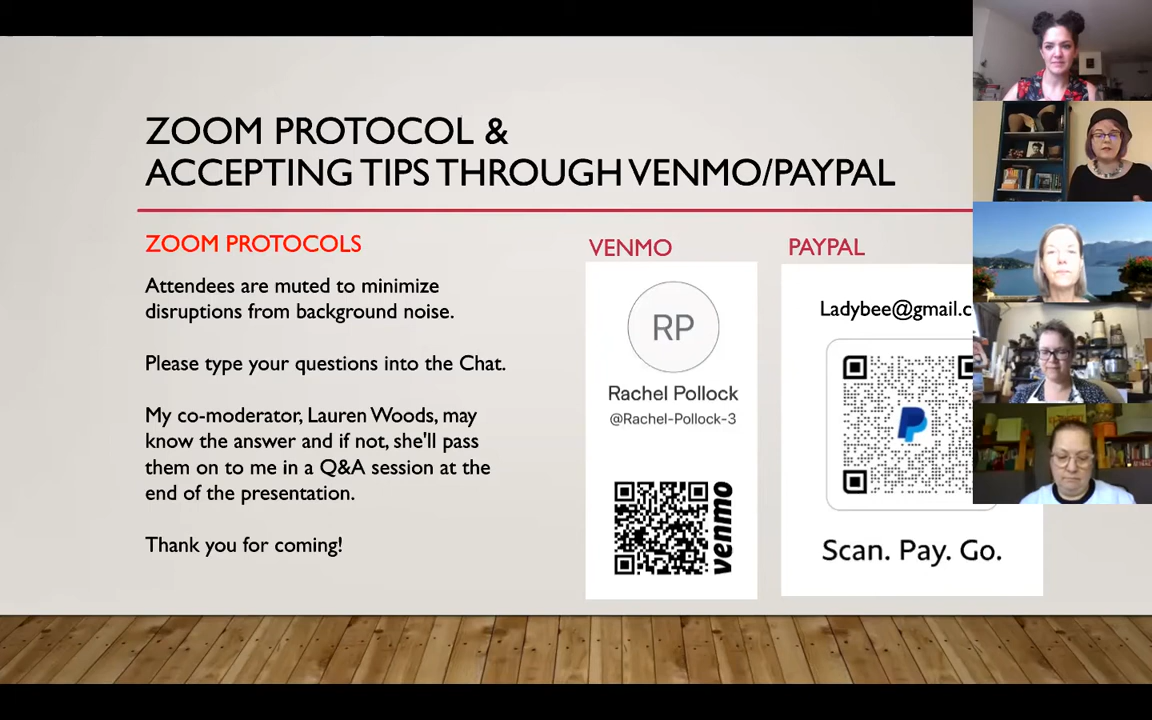 ZOOM PROTOCOL &
ACCEPTING TIPS THROUGH VENMO/PAYPAL
ZOOM PROTOCOLS
Attendees are muted to minimize
disruptions from background noise.
Please type your questions into the Chat.
My co-moderator, Lauren Woods, may
know the answer and if not, she'll pass
them on to me in a Q&A session at the
end of the presentation.
Thank you for coming!
VENMO
RP
Rachel Pollock
@Rachel-Pollock-3
venmo
PAYPAL
Ladybee@gmail.c
Scan. Pay. Go.